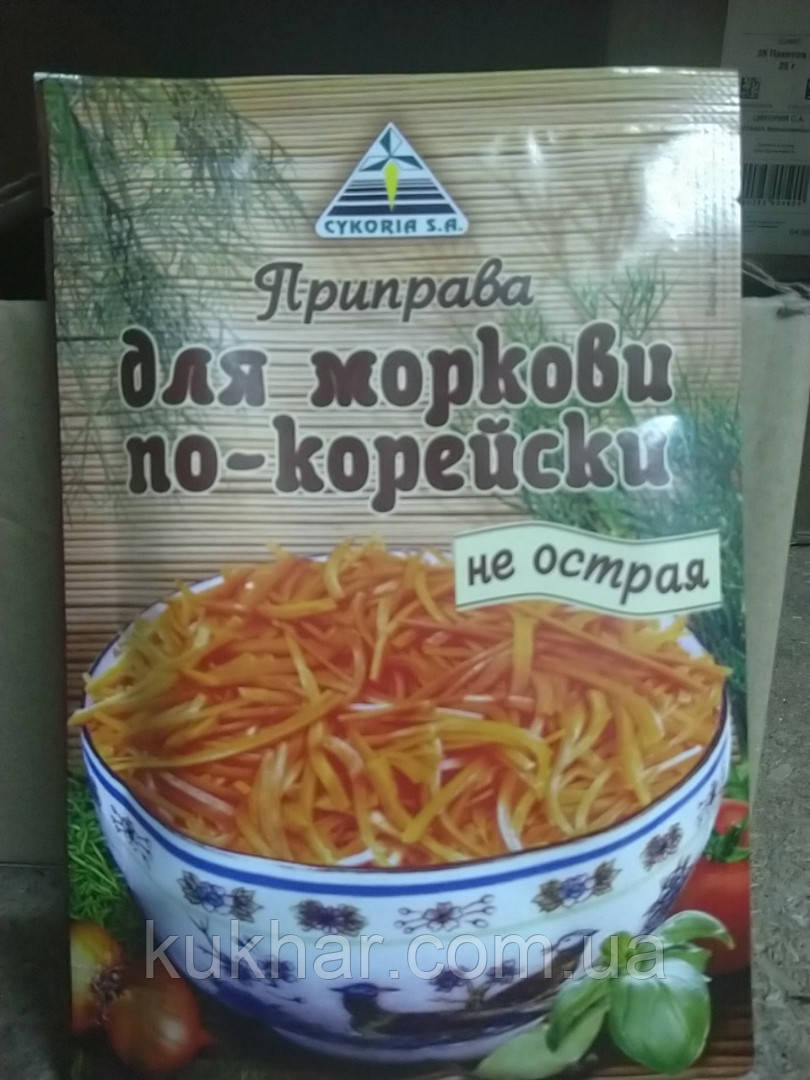 CYKORIA S.A.
Приправа
для моркови
по-корейски
не острая
kukhar.com.ua